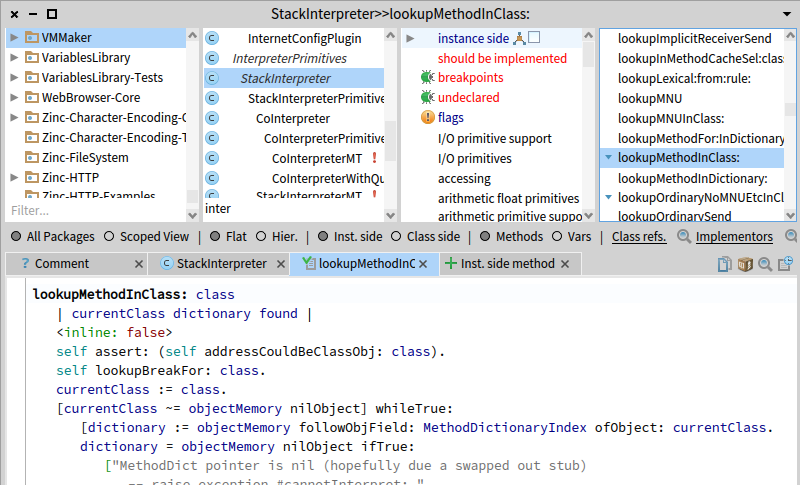 StackInterpreter>>lookupMethodInClass:
VMMaker
VariablesLibrary
VariablesLibrary-Tests
WebBrowser-Core
Zinc-Character-Encoding-C
Zinc-Character-Encoding-T
Zinc-FileSystem
Zinc-HTTP
Zinc-HTTP-Examples
Filter...
InternetConfigPlugin
InterpreterPrimitives
StackInterpreter
StackInterpreterPrimitive
CoInterpreter
CoInterpreterPrimitive
CoInterpreterMT !
CoInterpreterWithQu
StackInterpreterMT !
inter
instance side
should be implemented
breakpoints
undeclared
flags
I/O primitive support
I/O primitives
accessing
arithmetic float primitives
arithmetic primitive suppo
lookupImplicitReceiverSend
lookupInMethodCacheSel:class
lookupLexical:from:rule:
lookupMNU
lookupMNUInClass:
lookupMethodFor:InDictionary
lookupMethodInClass:
lookupMethodInDictionary:
lookupOrdinaryNoMNUEtcInCl
lookupOrdinarySend
All Packages Scoped View | Flat Hier. | Inst. side Class side | Methods Vars | Class refs. Implementors
? Comment StackInterpreter lookupMethodInC Inst. side method
lookupMethodInClass: class
| currentClass dictionary found |
<inline: false>
self assert: (self addressCouldBeClassObj: class).
self lookupBreakFor: class.
currentClass := class.
[currentClass ~= objectMemory nilObject] whileTrue:
[dictionary := objectMemory followObjField: MethodDictionaryIndex ofObject: currentClass.
dictionary = objectMemory nilObject ifTrue:
["MethodDict pointer is nil (hopefully due a swapped out stub)
-- raise exception #cannotInterpret:."